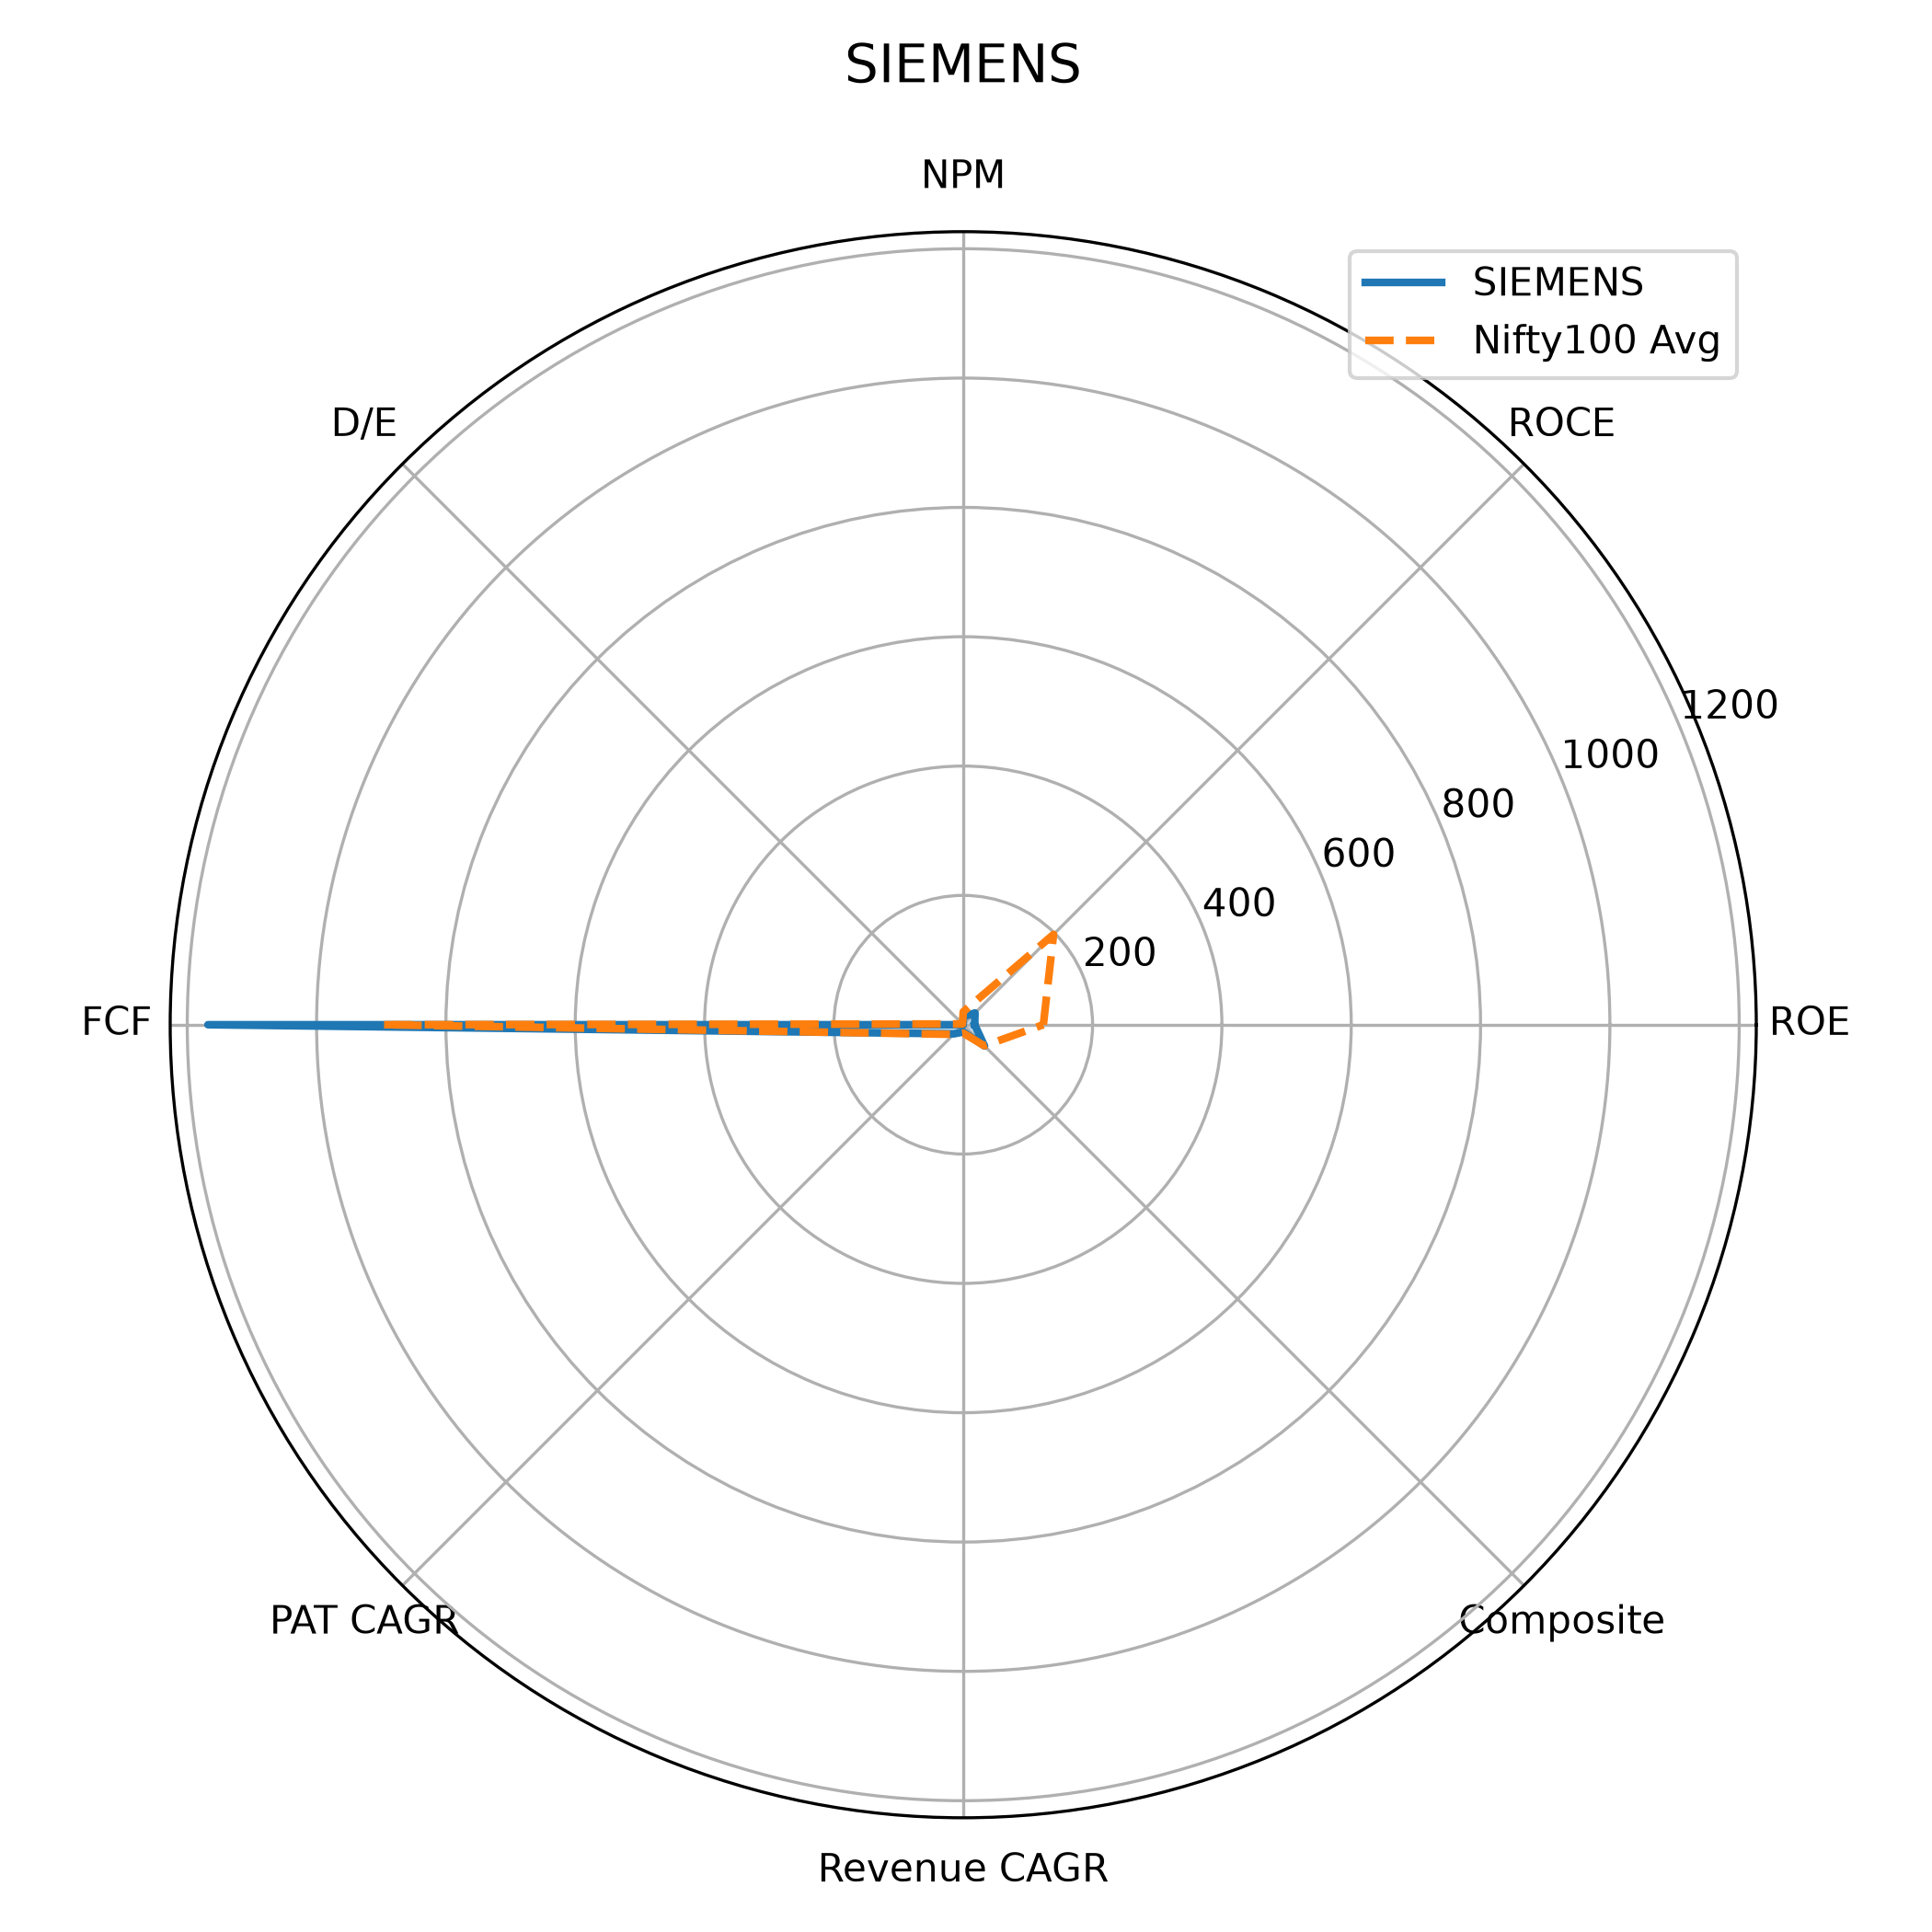 SIEMENS
NPM
SIEMENS
Nifty100 Avg
D/E
ROCE
1200
1000
800
600
400
200
FCF
ROE
PAT CAGR
Composite
Revenue CAGR